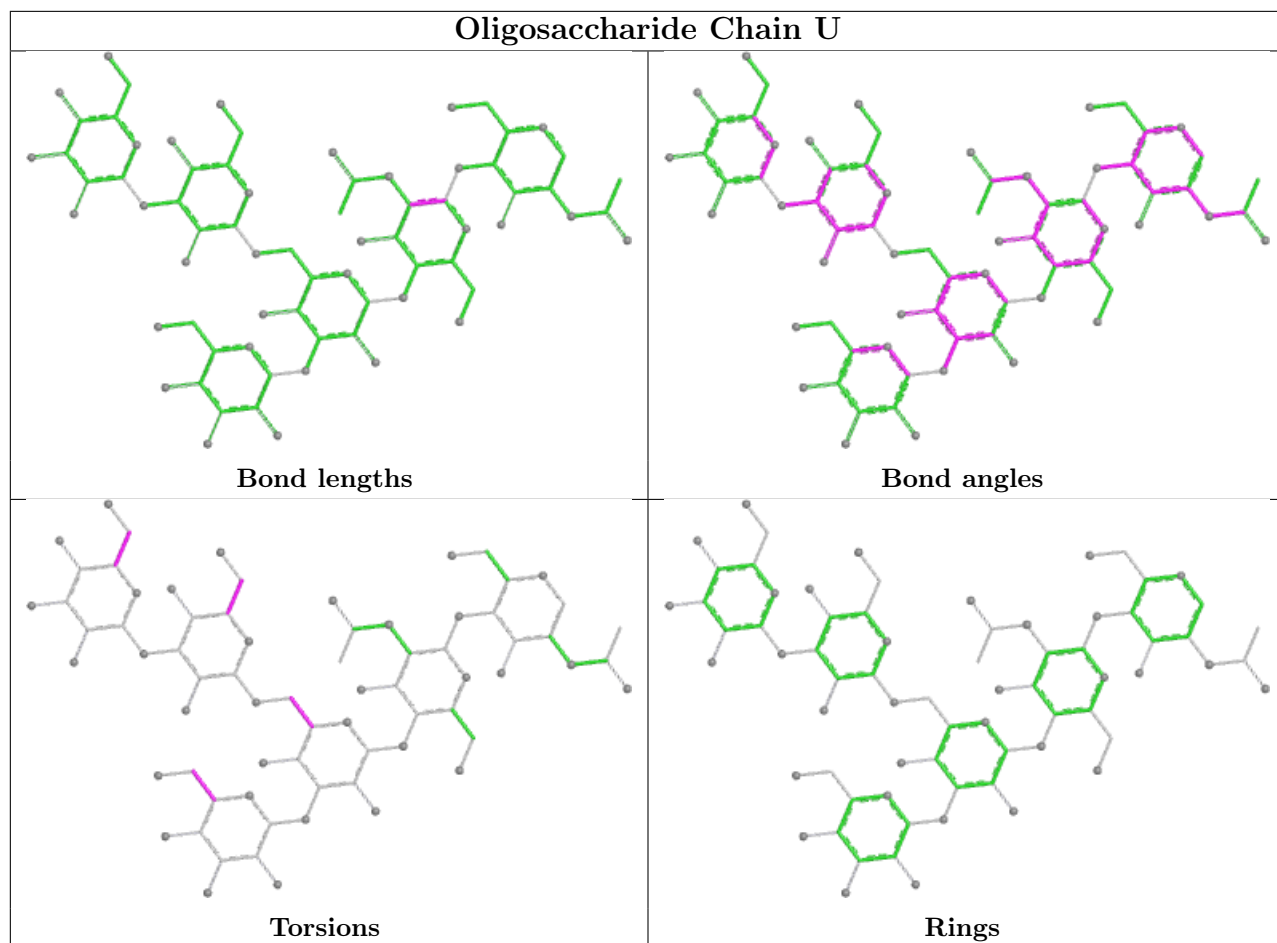 Oligosaccharide Chain U
Bond lengths
Bond angles
Torsions
Rings